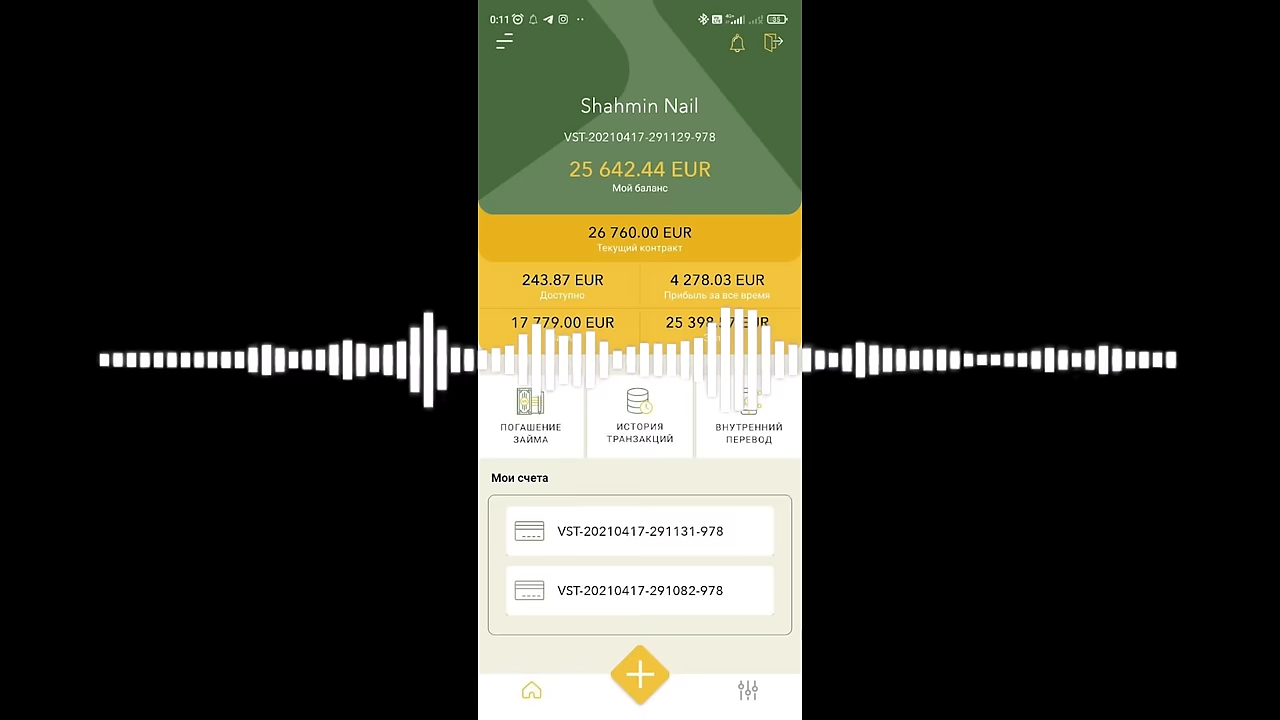 0:11
35
Shahmin Nail
VST-20210417-291129-978
25 642.44 EUR
Мой баланс
26 760.00 EUR
Текущий контракт
243.87 EUR
4 278.03 EUR
Доступно
Прибыль за все время
17 779.00 EUR
ПОГАШЕНИЕ
ЗАЙМА
ИСТОРИЯ
ТРАНЗАКЦИЙ
ВНУТРЕННИЙ
ПЕРЕВОД
Мои счета
VST-20210417-291131-978
VST-20210417-291082-978